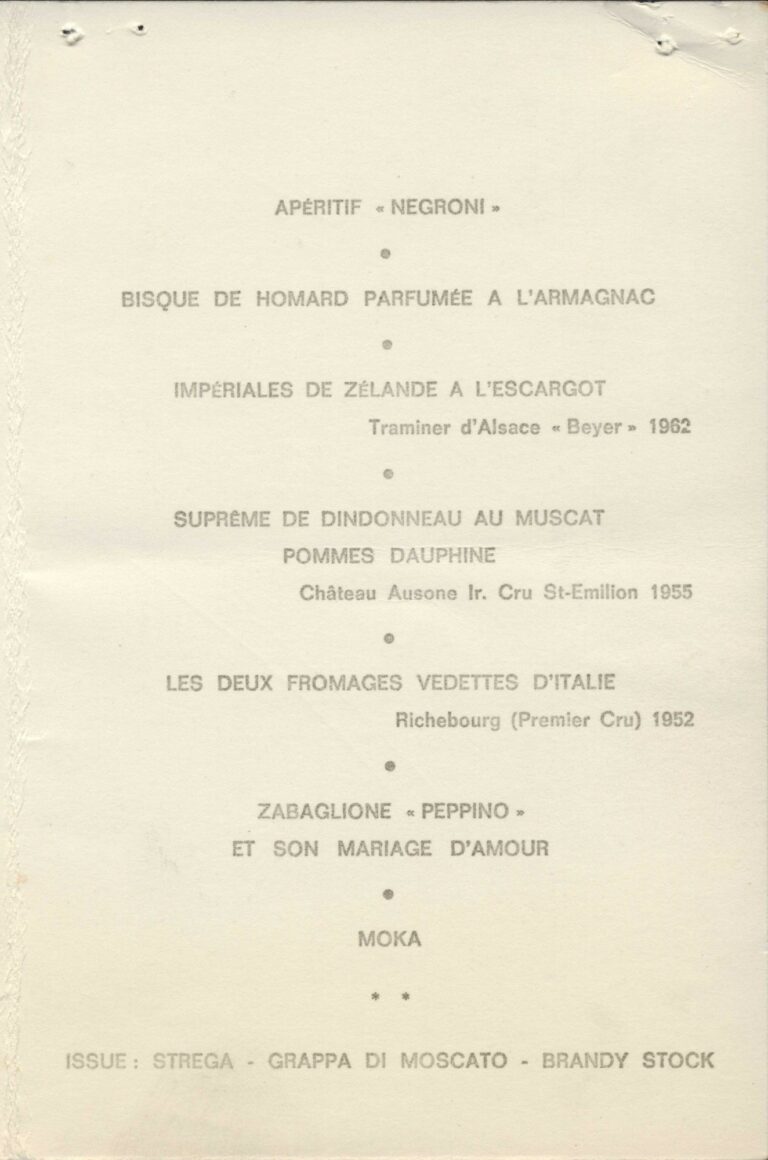 APÉRITIF « NEGRONI »
●
BISQUE DE HOMARD PARFUMÉE A L'ARMAGNAC
●
IMPÉRIALES DE ZÉLANDE A L'ESCARGOT
Traminer d'Alsace « Beyer » 1962
●
SUPRÊME DE DINDONNEAU AU MUSCAT
POMMES DAUPHINE
Château Ausone Ir. Cru St-Emilion 1955
●
LES DEUX FROMAGES VEDETTES D'ITALIE
Richebourg (Premier Cru) 1952
●
ZABAGLIONE « PEPPINO »
ET SON MARIAGE D'AMOUR
●
MOKA
* *
ISSUE : STREGA - GRAPPA DI MOSCATO - BRANDY STOCK